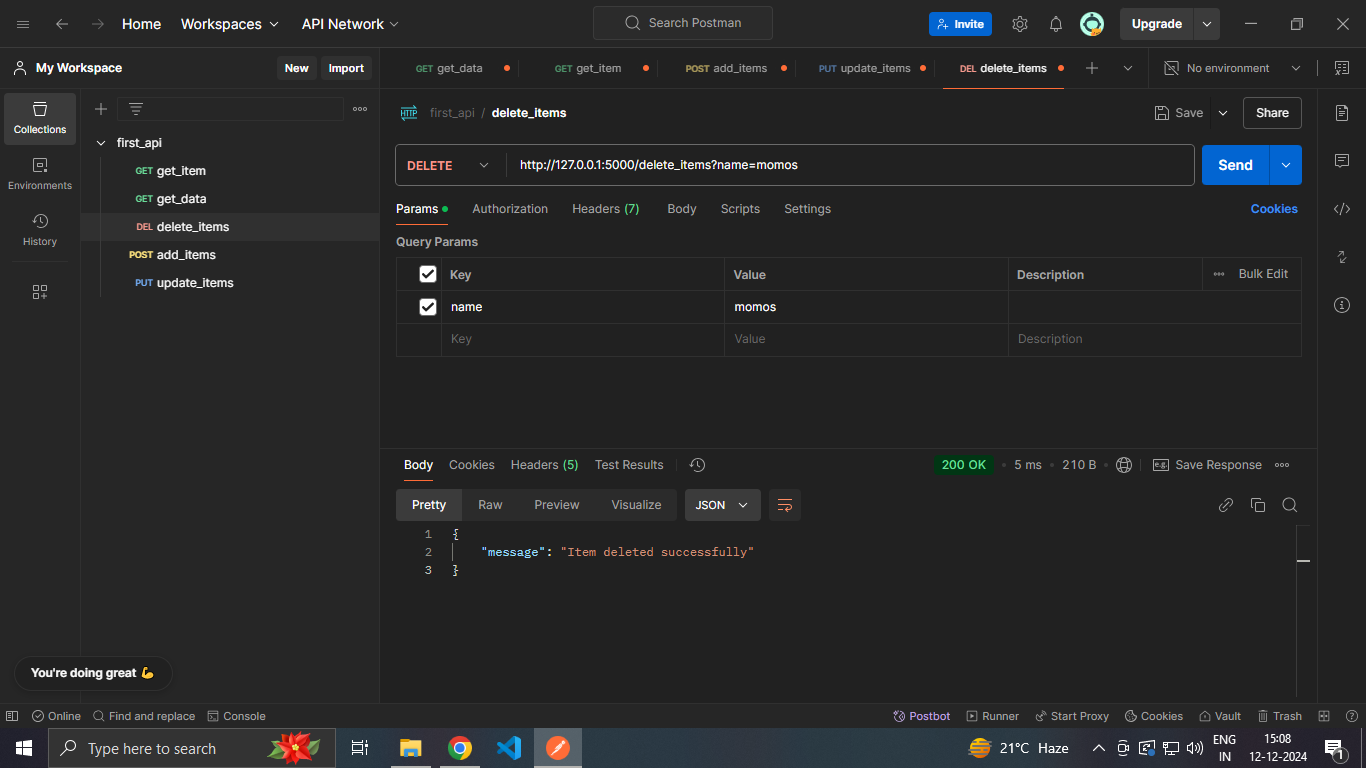 Home Workspaces API Network Search Postman Invite Upgrade
My Workspace New Import GET get_data GET get_item POST add_items PUT update_items DEL delete_items No environment
Collections
Environments
History
first_api
GET get_item
GET get_data
DEL delete_items
POST add_items
PUT update_items
HTTP first_api / delete_items Save Share
DELETE http://127.0.0.1:5000/delete_items?name=momos Send
Params Authorization Headers (7) Body Scripts Settings Cookies
Query Params
Key Value Description Bulk Edit
name momos
Key Value Description
Body Cookies Headers (5) Test Results 200 OK 5 ms 210 B e.g. Save Response
Pretty Raw Preview Visualize JSON
1 {
2 "message": "Item deleted successfully"
3 }
You're doing great 💪
Online Find and replace Console Postbot Runner Start Proxy Cookies Vault Trash
Type here to search 21°C Haze ENG 15:08
IN 12-12-2024 1